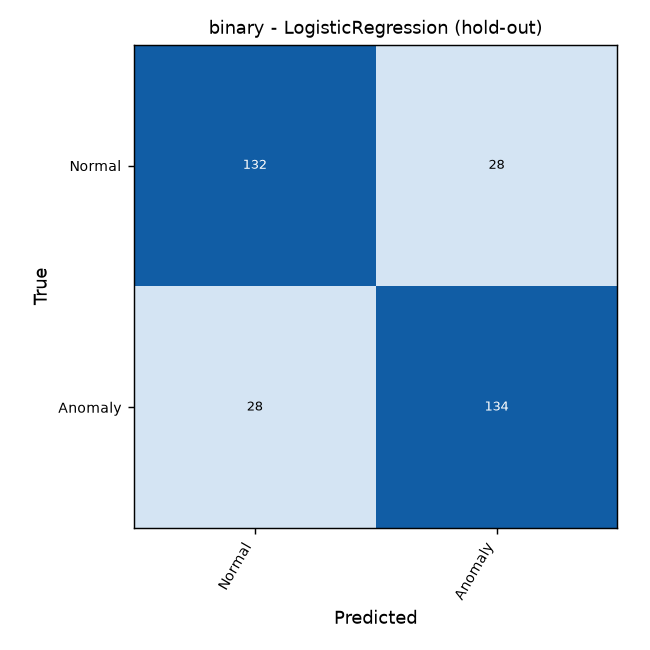 binary - LogisticRegression (hold-out)
Normal
132
28
True
Anomaly
28
134
Normal
Anomaly
Predicted